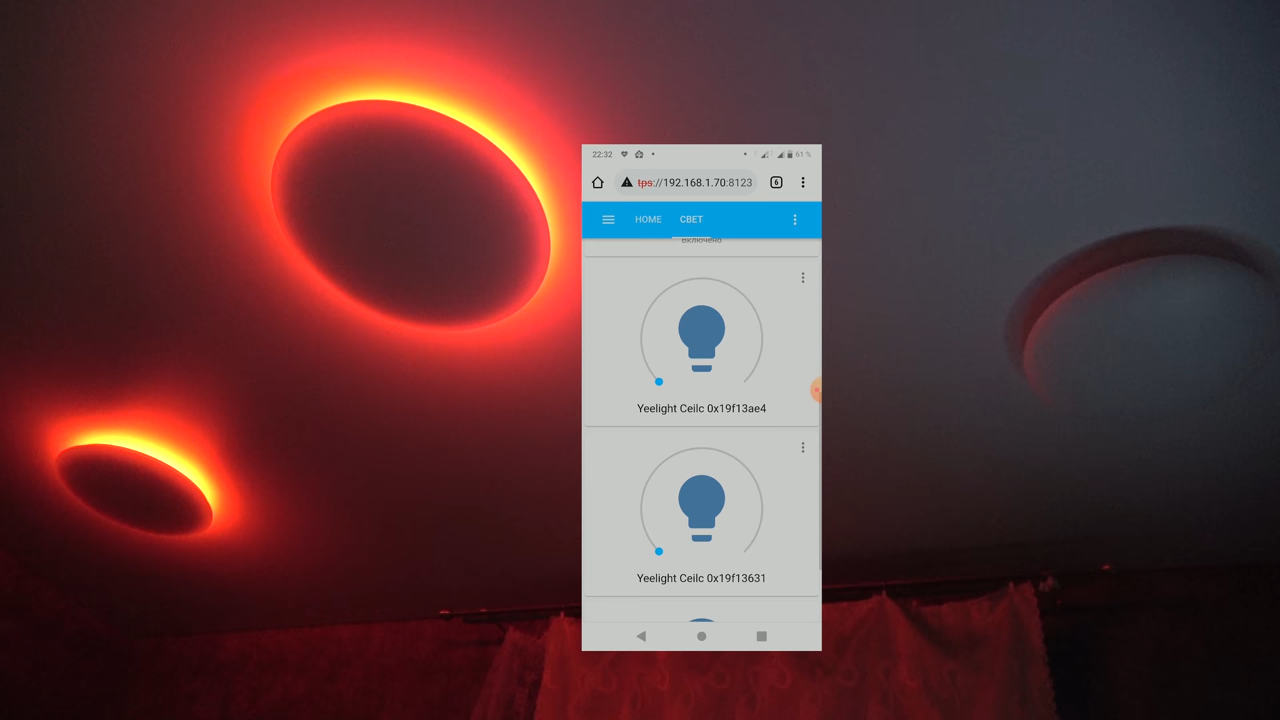 22:32
61 %
tps://192.168.1.70:8123
6
HOME СВЕТ
включено
Yeelight Ceilc 0x19f13ae4
Yeelight Ceilc 0x19f13631